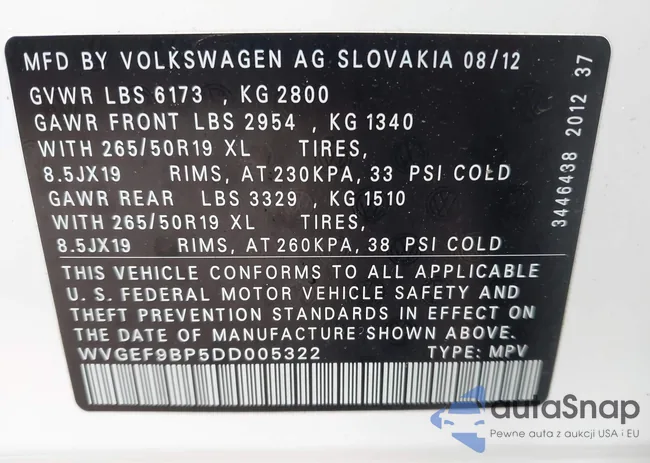 MFD BY VOLKSWAGEN AG SLOVAKIA 08/12
GVWR LBS 6173 , KG 2800
GAWR FRONT LBS 2954 , KG 1340
WITH 265/50R19 XL TIRES,
8.5JX19 RIMS, AT 230KPA, 33 PSI COLD
GAWR REAR LBS 3329 , KG 1510
WITH 265/50R19 XL TIRES,
8.5JX19 RIMS, AT 260KPA, 38 PSI COLD
THIS VEHICLE CONFORMS TO ALL APPLICABLE
U. S. FEDERAL MOTOR VEHICLE SAFETY AND
THEFT PREVENTION STANDARDS IN EFFECT ON
THE DATE OF MANUFACTURE SHOWN ABOVE.
WVGEF9BP5DD005322 TYPE: MPV
3446438 2012 37
autaSnap
Pewne auta z aukcji USA i EU